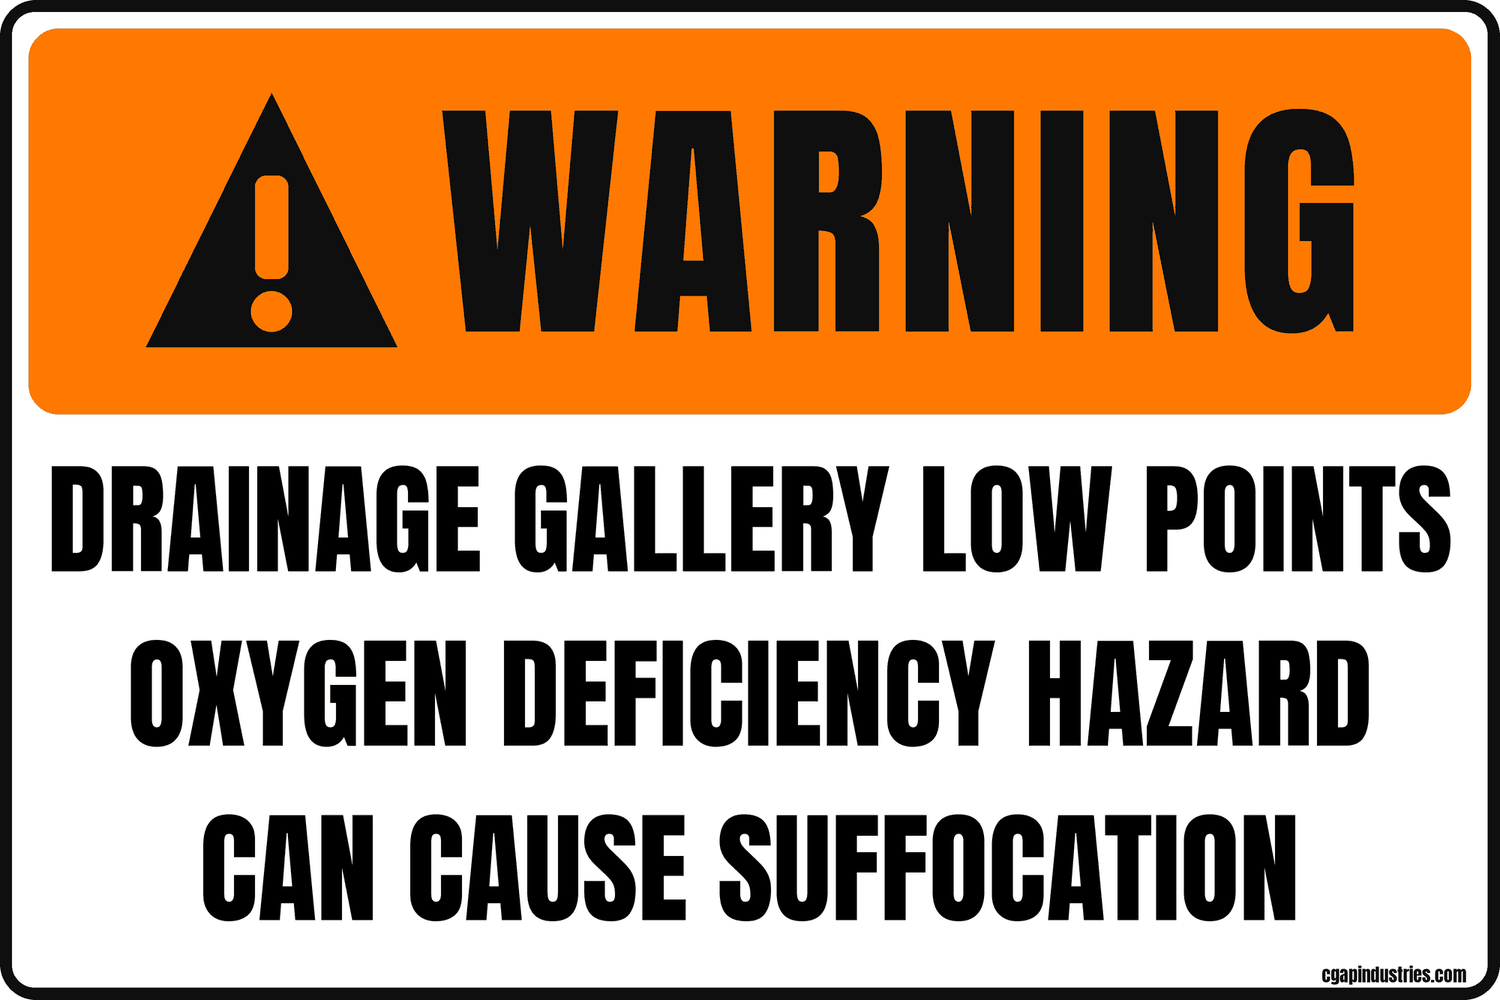 WARNING
DRAINAGE GALLERY LOW POINTS
OXYGEN DEFICIENCY HAZARD
CAN CAUSE SUFFOCATION
cgapindustries.com